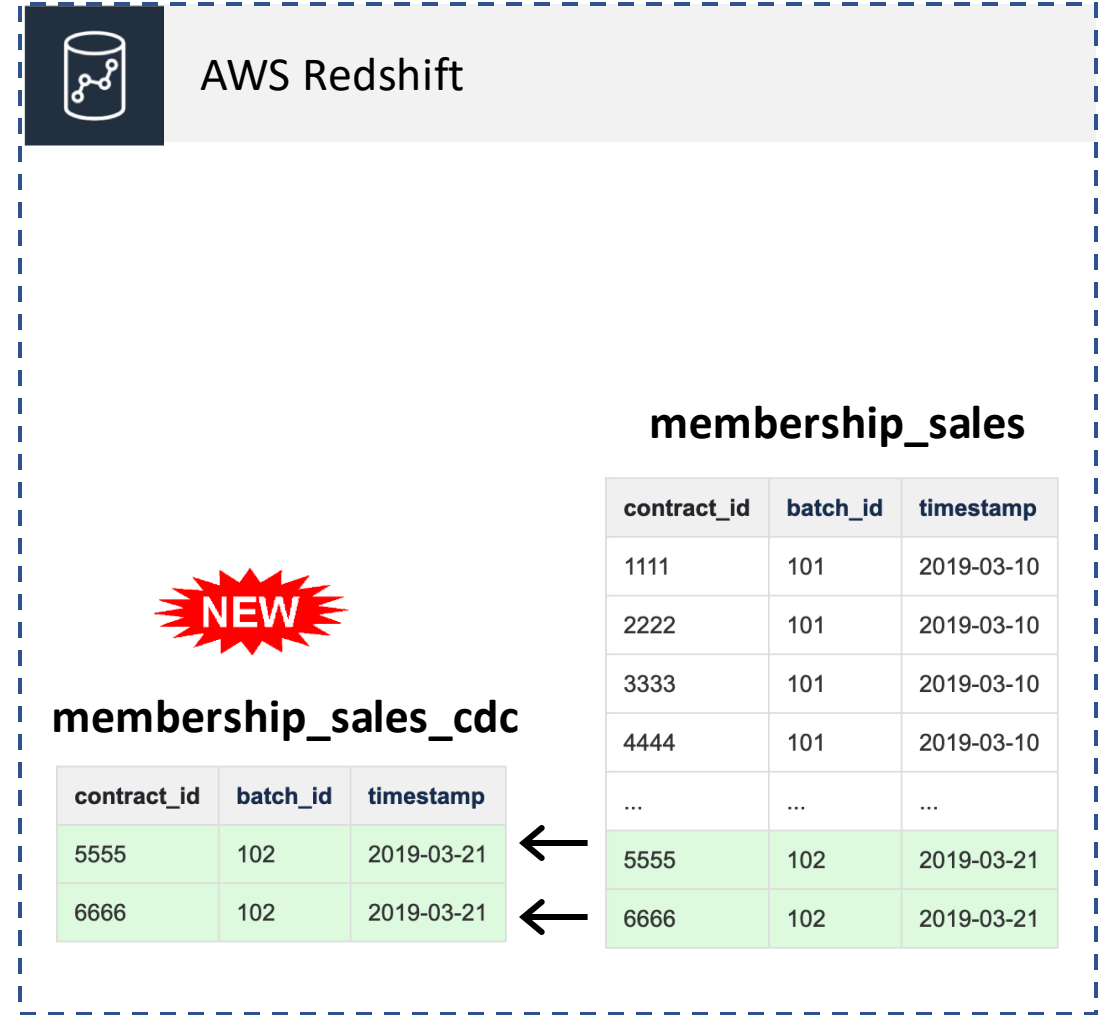 AWS Redshift
membership_sales
contract_id batch_id timestamp
1111 101 2019-03-10
2222 101 2019-03-10
3333 101 2019-03-10
4444 101 2019-03-10
... ... ...
5555 102 2019-03-21
6666 102 2019-03-21
NEW
membership_sales_cdc
contract_id batch_id timestamp
5555 102 2019-03-21
6666 102 2019-03-21